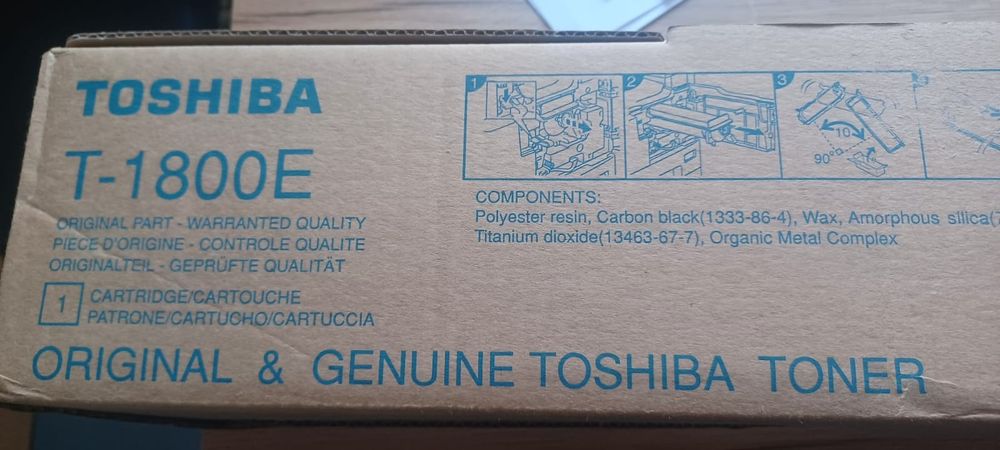 TOSHIBA
T-1800E
ORIGINAL PART - WARRANTED QUALITY
PIECE D'ORIGINE - CONTROLE QUALITE
ORIGINALTEIL - GEPRÜFTE QUALITÄT
1 CARTRIDGE/CARTOUCHE
PATRONE/CARTUCHO/CARTUCCIA
ORIGINAL & GENUINE TOSHIBA TONER
1
2
3
10
90°
COMPONENTS:
Polyester resin, Carbon black(1333-86-4), Wax, Amorphous silica(
Titanium dioxide(13463-67-7), Organic Metal Complex